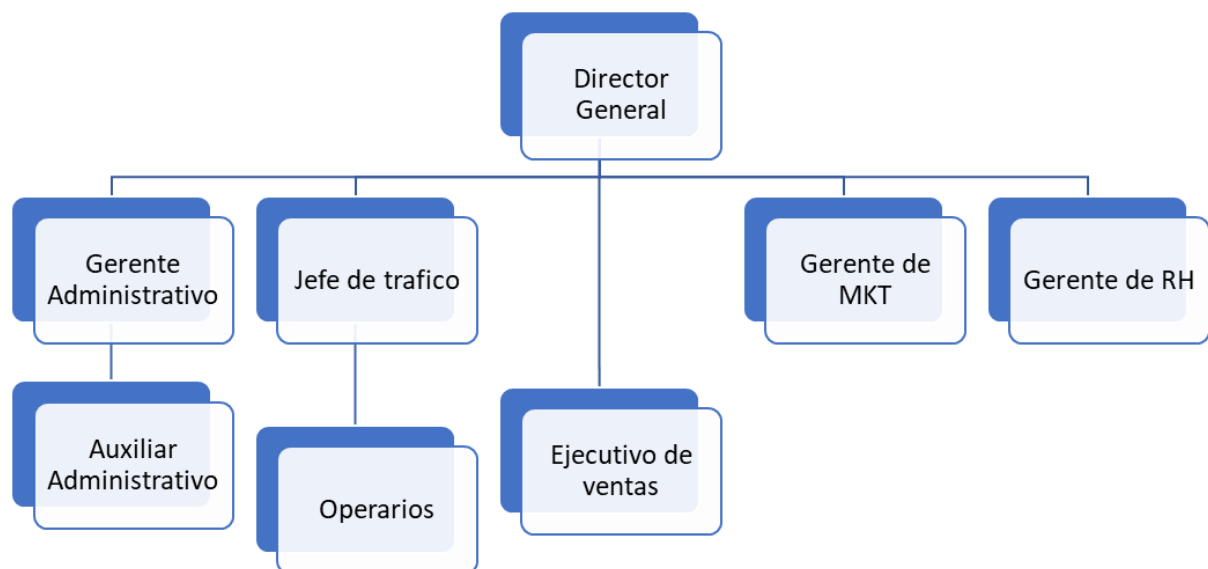 Director
General
Gerente
Administrativo
Jefe de trafico
Gerente de
MKT
Gerente de RH
Auxiliar
Administrativo
Operarios
Ejecutivo de
ventas